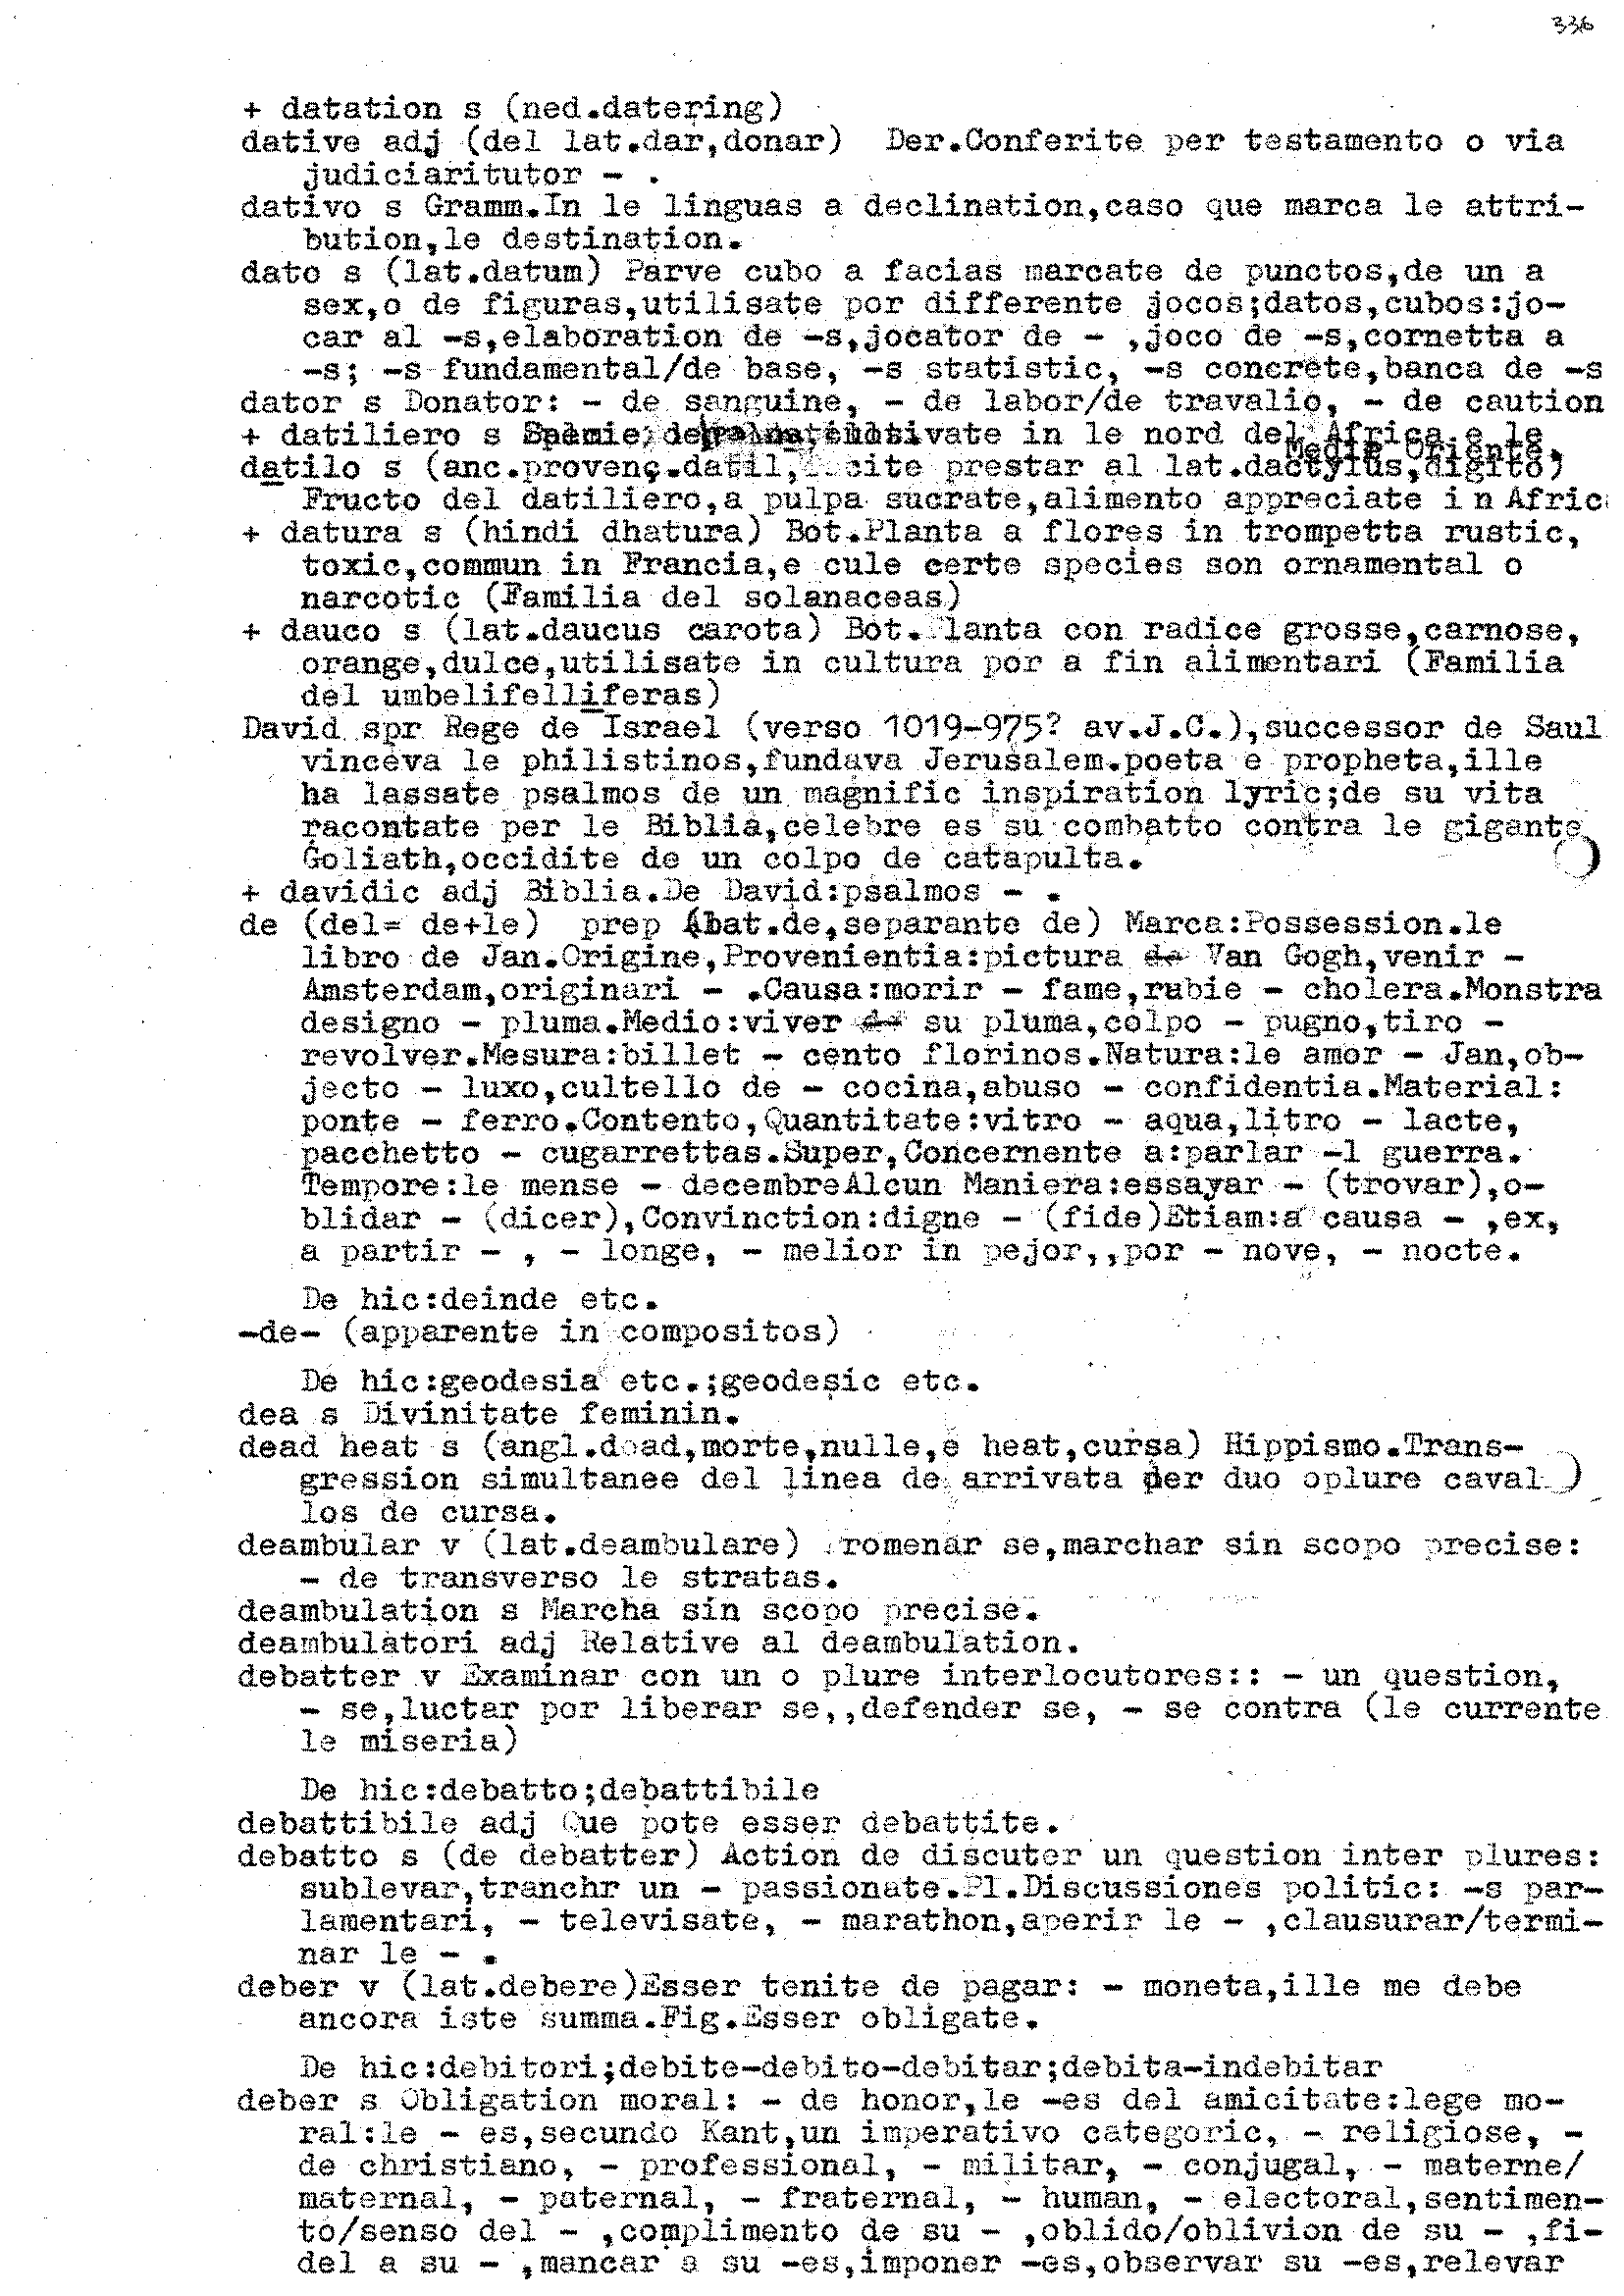 336
+ datation s (ned.datering)
dative adj (del lat.dar,donar)  Der.Conferite per testamento o via
judiciaritutor - .
dativo s Gramm.In le linguas a declination,caso que marca le attri-
bution,le destination.
dato s (lat.datum) Parve cubo a facias marcate de punctos,de un a
sex,o de figuras,utilisate por differente jocos;datos,cubos:jo-
car al -s,elaboration de -s,jocator de - ,joco de -s,cornetta a
-s; -s fundamental/de base, -s statistic, -s concrete,banca de -s
dator s Donator: - de sanguine, - de labor/de travalio, - de caution
+ datiliero s in le nord del Africa e le
Medie Oriente.
datilo s (anc.provenç.datil, prestar al lat.dactylus,digito)
Fructo del datiliero,a pulpa sucrate,alimento appreciate in Afric
+ datura s (hindi dhatura) Bot.Planta a flores in trompetta rustic,
toxic,commun in Francia,e cule certe species son ornamental o
narcotic (Familia del solanaceas)
+ dauco s (lat.daucus carota) Bot. lanta con radice grosse,carnose,
orange,dulce,utilisate in cultura por a fin alimentari (Familia
del umbelifelliferas)
David spr Rege de Israel (verso 1019-975? av.J.C.),successor de Saul
vinceva le philistinos,fundava Jerusalem.poeta e propheta,ille
ha lassate psalmos de un magnific inspiration lyric;de su vita
racontate per le Biblia,celebre es su combatto contra le gigante
Goliath,occidite de un colpo de catapulta.
+ davidic adj Biblia.De David:psalmos - .
de (del= de+le)  prep (lat.de,separante de) Marca:Possession.le
libro de Jan.Origine,Provenientia:pictura de Van Gogh,venir -
Amsterdam,originari - .Causa:morir - fame,rubie - cholera.Monstra
designo - pluma.Medio:viver de su pluma,colpo - pugno,tiro -
revolver.Mesura:billet - cento florinos.Natura:le amor - Jan,ob-
jecto - luxo,cultello de - cocina,abuso - confidentia.Material:
ponte - ferro.Contento,Quantitate:vitro - aqua,litro - lacte,
pacchetto - cugarrettas.Super,Concernente a:parlar -l guerra.
Tempore:le mense - decembreAlcun Maniera:essayar - (trovar),o-
blidar - (dicer),Convinction:digne - (fide)Etiam:a causa - ,ex,
a partir - , - longe, - melior in pejor,,por - nove, - nocte.
De hic:deinde etc.
-de- (apparente in compositos)
De hic:geodesia etc.;geodesic etc.
dea s Divinitate feminin.
dead heat s (angl.dead,morte,nulle,e heat,cursa) Hippismo.Trans-
gression simultanee del linea de arrivata per duo oplure caval
los de cursa.
deambular v (lat.deambulare) romenar se,marchar sin scopo precise:
- de transverso le stratas.
deambulation s Marcha sin scopo precise.
deambulatori adj Relative al deambulation.
debatter v Examinar con un o plure interlocutores:: - un question,
- se,luctar por liberar se,,defender se, - se contra (le currente
le miseria)
De hic:debatto;debattibile
debattibile adj Que pote esser debattite.
debatto s (de debatter) Action de discuter un question inter plures:
sublevar,tranchr un - passionate.Pl.Discussiones politic: -s par-
lamentari, - televisate, - marathon,aperir le - ,clausurar/termi-
nar le - .
deber v (lat.debere)Esser tenite de pagar: - moneta,ille me debe
ancora iste summa.Fig.Esser obligate.
De hic:debitori;debite-debito-debitar;debita-indebitar
deber s Obligation moral: - de honor,le -es del amicitate:lege mo-
ral:le - es,secundo Kant,un imperativo categoric, - religiose, -
de christiano, - professional, - militar, - conjugal, - materne/
maternal, - paternal, - fraternal, - human, - electoral,sentimen-
to/senso del - ,complimento de su - ,oblido/oblivion de su - ,fi-
del a su - ,mancar a su -es,imponer -es,observar su -es,relevar